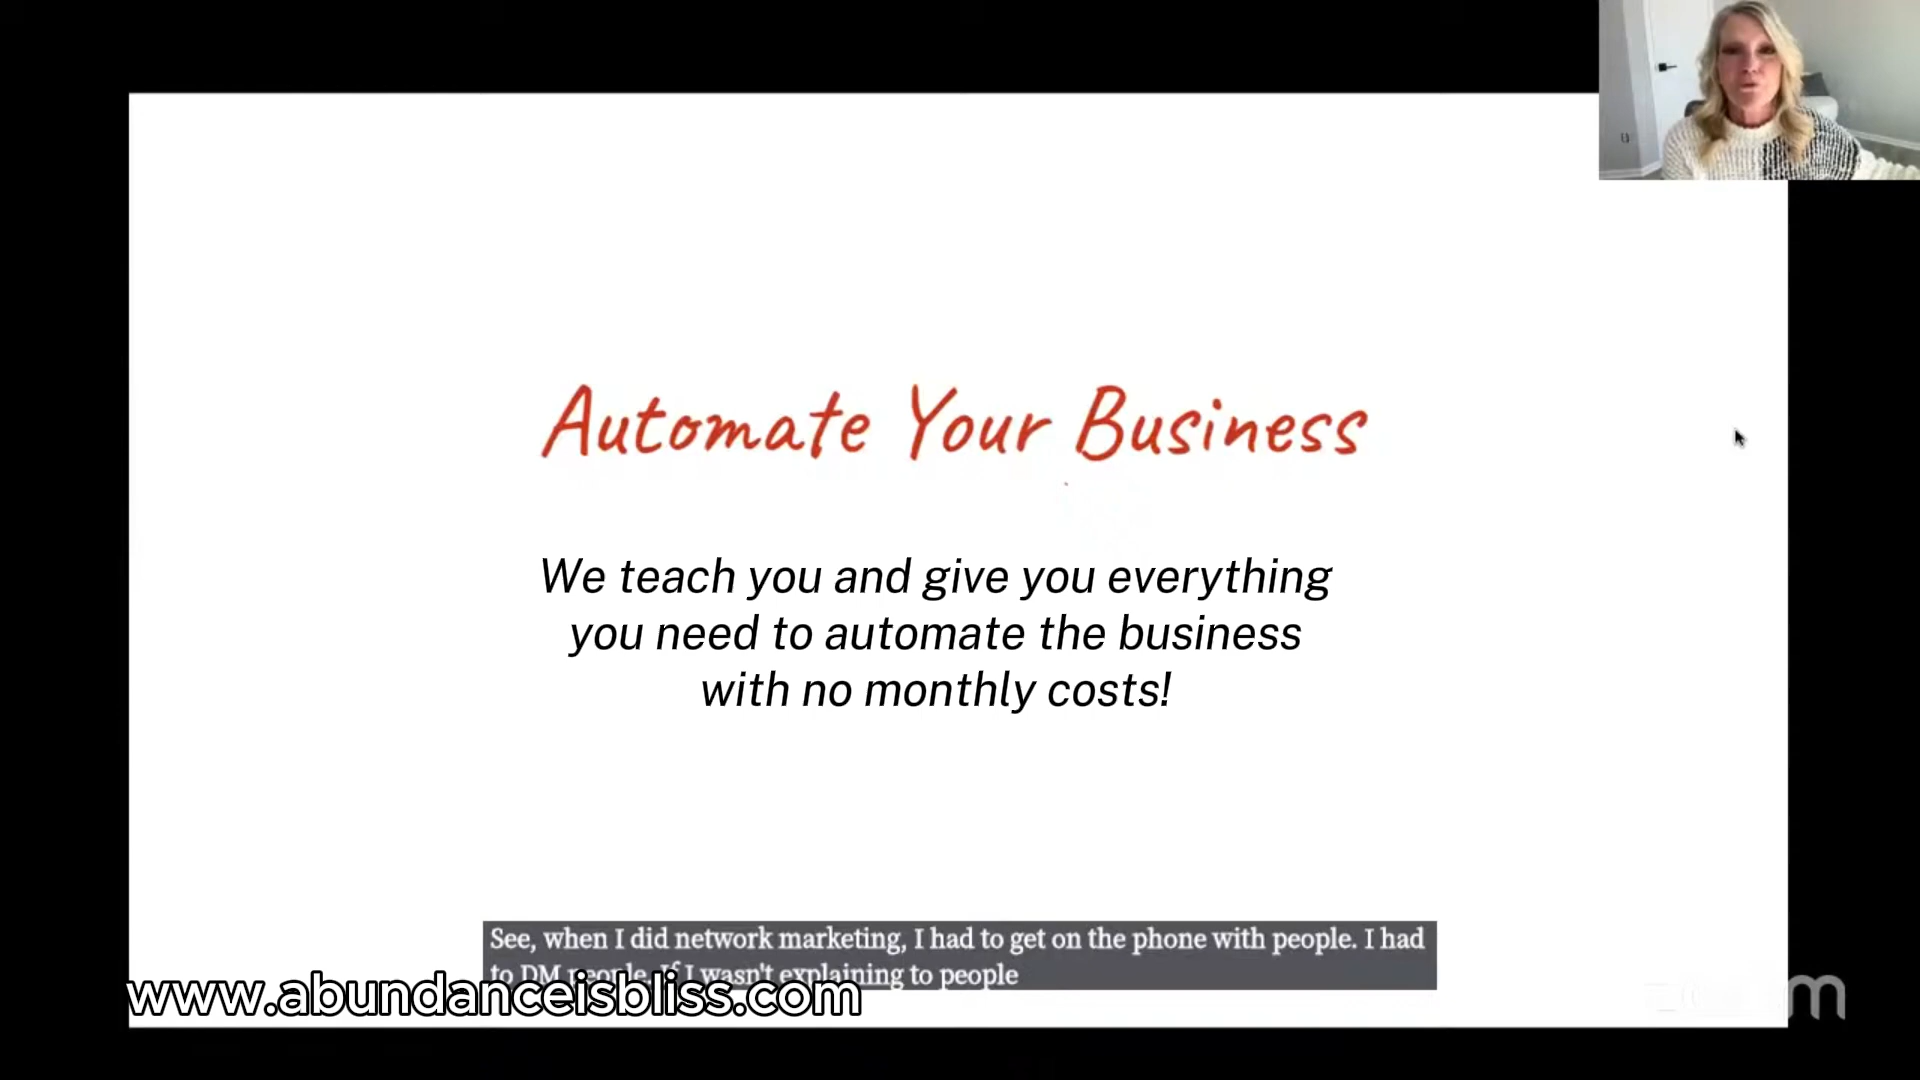 Automate Your Business
We teach you and give you everything
you need to automate the business
with no monthly costs!
See, when I did network marketing, I had to get on the phone with people. I had
to DM people. If I wasn't explaining to people
www.abundanceisbliss.com